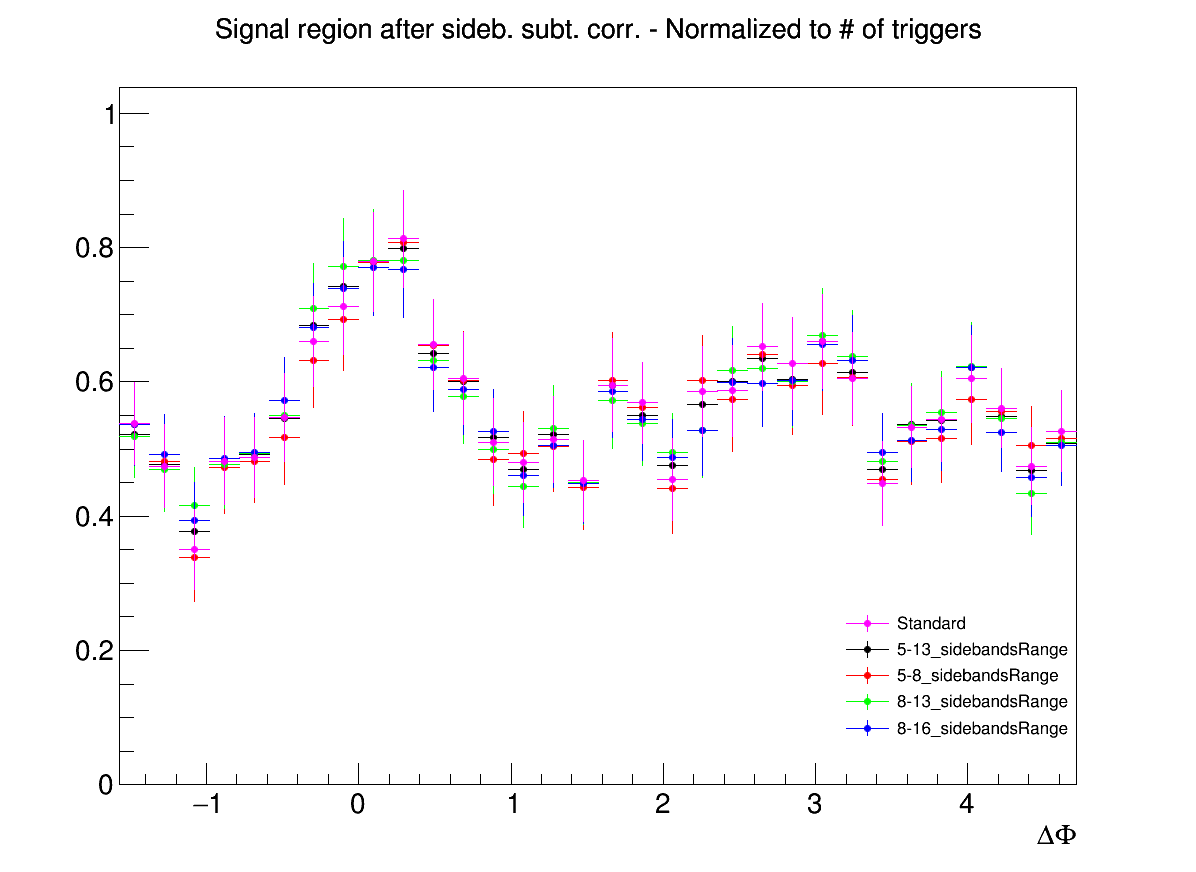 Signal region after sideb. subt. corr. - Normalized to # of triggers
1
0.8
0.6
0.4
0.2
0
Standard
5-13_sidebandsRange
5-8_sidebandsRange
8-13_sidebandsRange
8-16_sidebandsRange
−1 0 1 2 3 4
ΔΦ